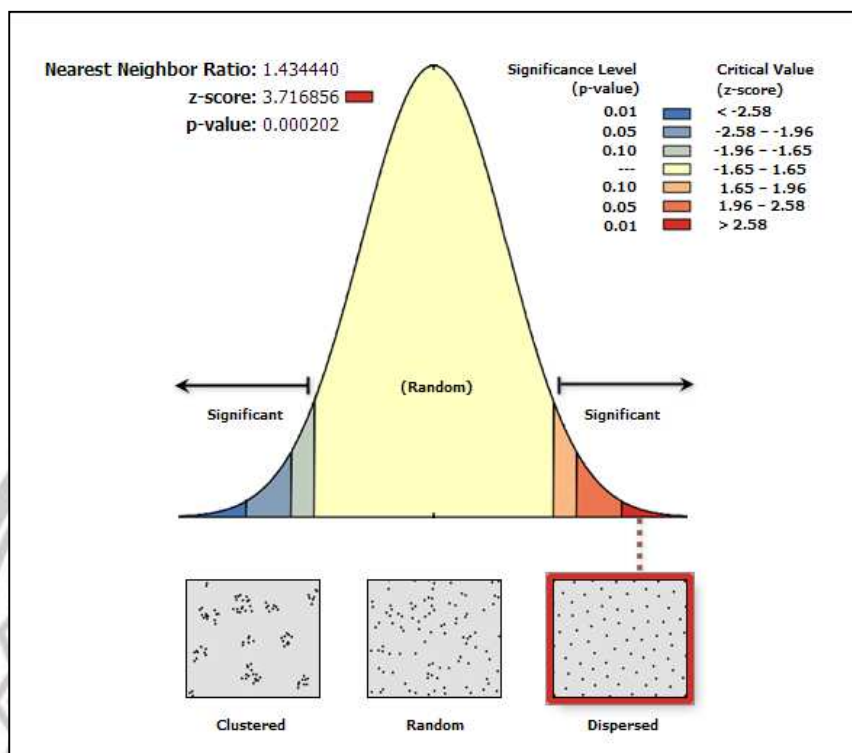 Nearest Neighbor Ratio: 1.434440
z-score: 3.716856
p-value: 0.000202
Significance Level
(p-value)
Critical Value
(z-score)
0.01 < -2.58
0.05 -2.58 – -1.96
0.10 -1.96 – -1.65
--- -1.65 – 1.65
0.10 1.65 – 1.96
0.05 1.96 – 2.58
0.01 > 2.58
(Random)
Significant
Significant
Clustered
Random
Dispersed